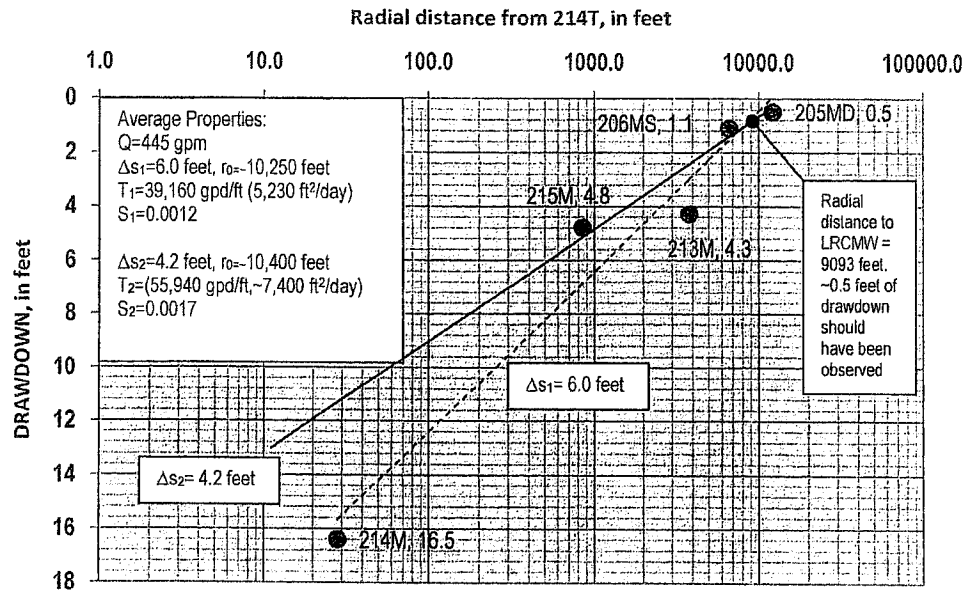 Radial distance from 214T, in feet
1.0 10.0 100.0 1000.0 10000.0 100000.0
DRAWDOWN, in feet
0
2
4
6
8
10
12
14
16
18
Average Properties:
Q=445 gpm
Δs1=6.0 feet, r0=~10,250 feet
T1=39,160 gpd/ft (5,230 ft²/day)
S1=0.0012
Δs2=4.2 feet, r0=~10,400 feet
T2=(55,940 gpd/ft,~7,400 ft²/day)
S2=0.0017
206MS, 1.1
205MD, 0.5
215M, 4.8
213M, 4.3
214M, 16.5
Radial
distance to
LRCMW =
9093 feet.
~0.5 feet of
drawdown
should
have been
observed
Δs1= 6.0 feet
Δs2= 4.2 feet